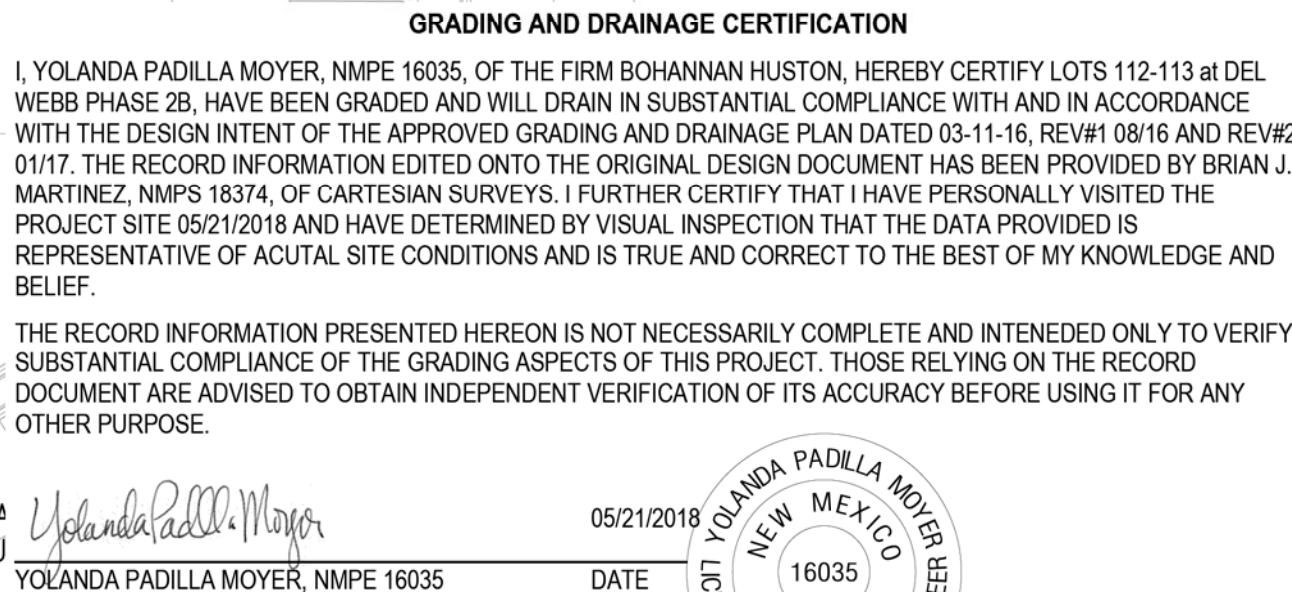 GRADING AND DRAINAGE CERTIFICATION
I, YOLANDA PADILLA MOYER, NMPE 16035, OF THE FIRM BOHANNAN HUSTON, HEREBY CERTIFY LOTS 112-113 at DEL
WEBB PHASE 2B, HAVE BEEN GRADED AND WILL DRAIN IN SUBSTANTIAL COMPLIANCE WITH AND IN ACCORDANCE
WITH THE DESIGN INTENT OF THE APPROVED GRADING AND DRAINAGE PLAN DATED 03-11-16, REV#1 08/16 AND REV#2
01/17. THE RECORD INFORMATION EDITED ONTO THE ORIGINAL DESIGN DOCUMENT HAS BEEN PROVIDED BY BRIAN J.
MARTINEZ, NMPS 18374, OF CARTESIAN SURVEYS. I FURTHER CERTIFY THAT I HAVE PERSONALLY VISITED THE
PROJECT SITE 05/21/2018 AND HAVE DETERMINED BY VISUAL INSPECTION THAT THE DATA PROVIDED IS
REPRESENTATIVE OF ACUTAL SITE CONDITIONS AND IS TRUE AND CORRECT TO THE BEST OF MY KNOWLEDGE AND
BELIEF.
THE RECORD INFORMATION PRESENTED HEREON IS NOT NECESSARILY COMPLETE AND INTENEDED ONLY TO VERIFY
SUBSTANTIAL COMPLIANCE OF THE GRADING ASPECTS OF THIS PROJECT. THOSE RELYING ON THE RECORD
DOCUMENT ARE ADVISED TO OBTAIN INDEPENDENT VERIFICATION OF ITS ACCURACY BEFORE USING IT FOR ANY
OTHER PURPOSE.
Yolanda Padilla Moyer
05/21/2018
YOLANDA PADILLA MOYER, NMPE 16035
DATE
YOLANDA PADILLA MOYER
NEW MEXICO
16035